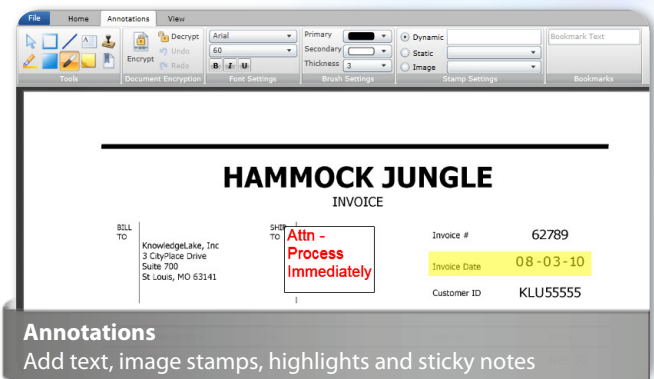 File Home Annotations View
Decrypt Arial Primary Dynamic Bookmark Text
Undo 60 Secondary Static
Encrypt Redo B I U Thickness 3 Image
Tools Document Encryption Font Settings Brush Settings Stamp Settings Bookmarks
HAMMOCK JUNGLE
INVOICE
BILL
TO
KnowledgeLake, Inc
3 CityPlace Drive
Suite 700
St Louis, MO 63141
SHIP
TO
Attn -
Process
Immediately
Invoice # 62789
Invoice Date 08-03-10
Customer ID KLU55555
Annotations
Add text, image stamps, highlights and sticky notes